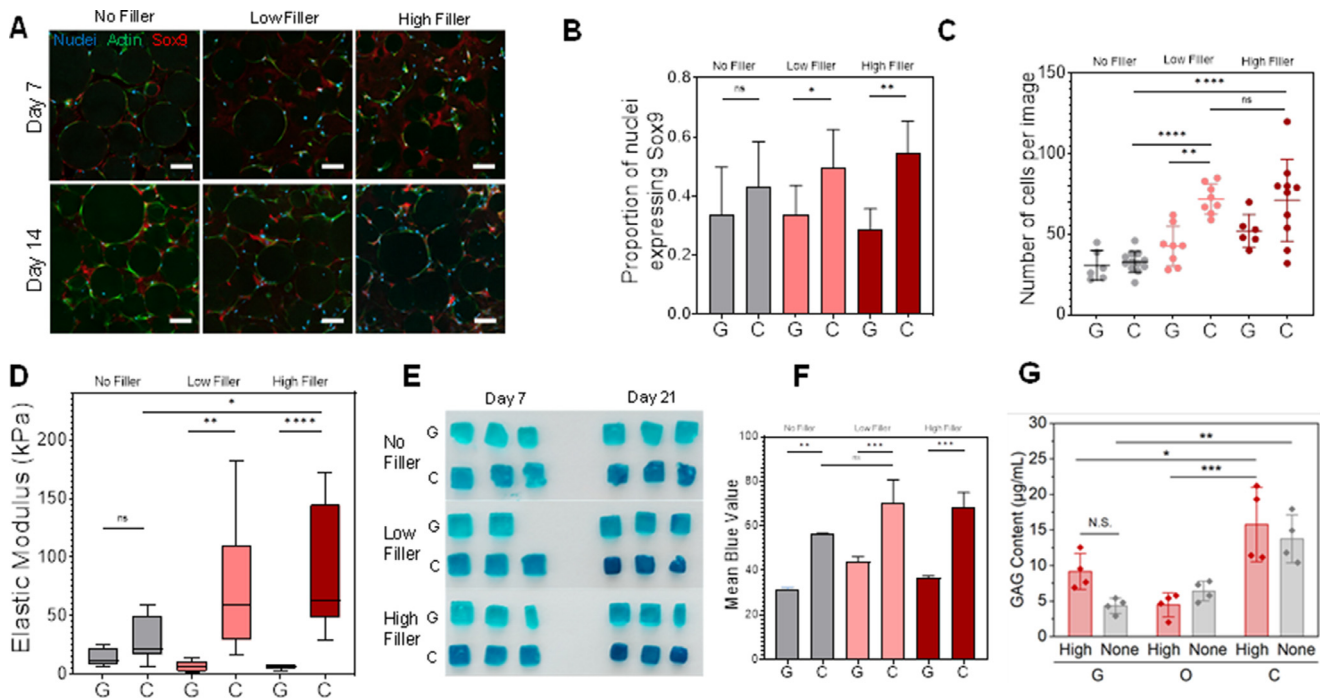 A
No Filler
Low Filler
High Filler
Nuclei Actin Sox9
Day 7
Day 14
B
No Filler
Low Filler
High Filler
Proportion of nuclei
expressing Sox9
0.8
0.6
0.4
0.2
0.0
ns
*
**
G C G C G C
C
No Filler
Low Filler
High Filler
Number of cells per image
150
100
50
0
****
ns
****
**
G C G C G C
D
No Filler
Low Filler
High Filler
Elastic Modulus (kPa)
200
150
100
50
0
*
**
****
ns
G C G C G C
E
Day 7
Day 21
No
Filler
G
C
Low
Filler
G
C
High
Filler
G
C
F
No Filler
Low Filler
High Filler
Mean Blue Value
100
80
60
40
20
0
**
***
***
ns
G C G C G C
G
GAG Content (µg/mL)
30
25
20
15
10
5
0
**
*
***
N.S.
High None High None High None
G O C